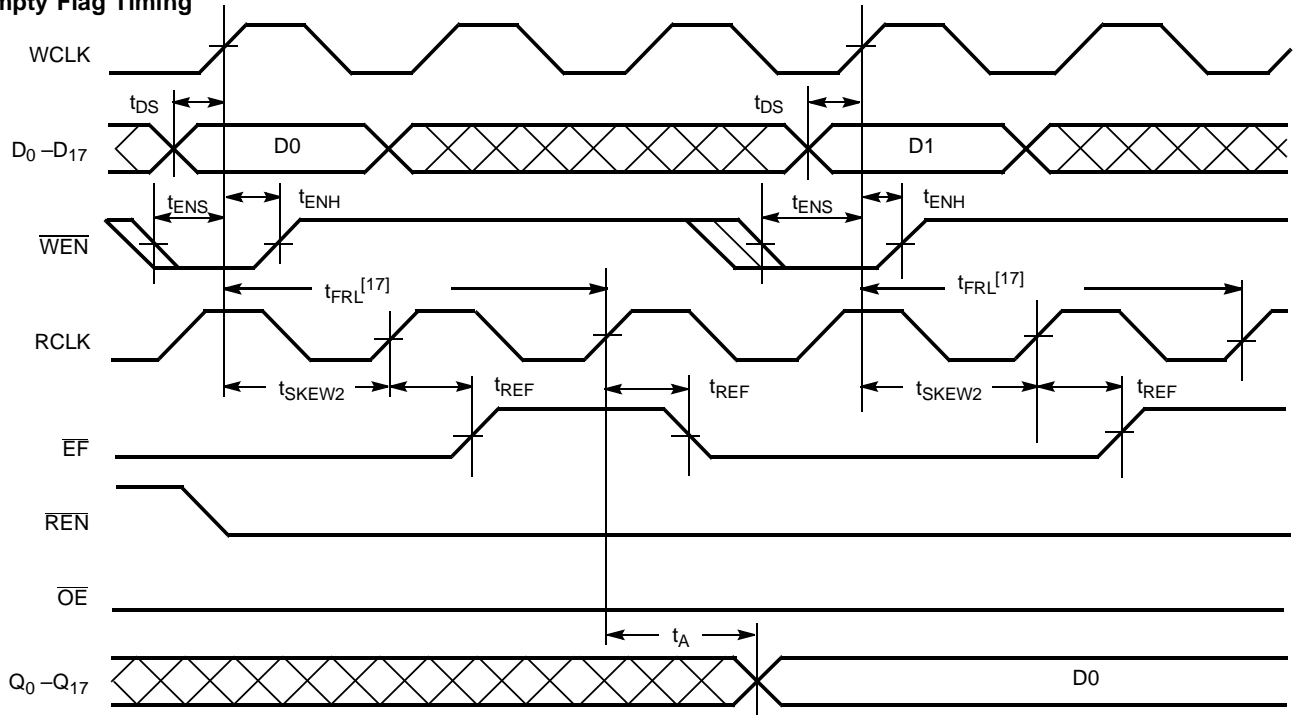 mpty Flag Timing
WCLK
tDS tDS
D0 –D17 D0 D1
tENS tENH tENS tENH
WEN
tFRL[17] tFRL[17]
RCLK
tSKEW2 tREF tREF tSKEW2 tREF
EF
REN
OE
tA
Q0 –Q17 D0